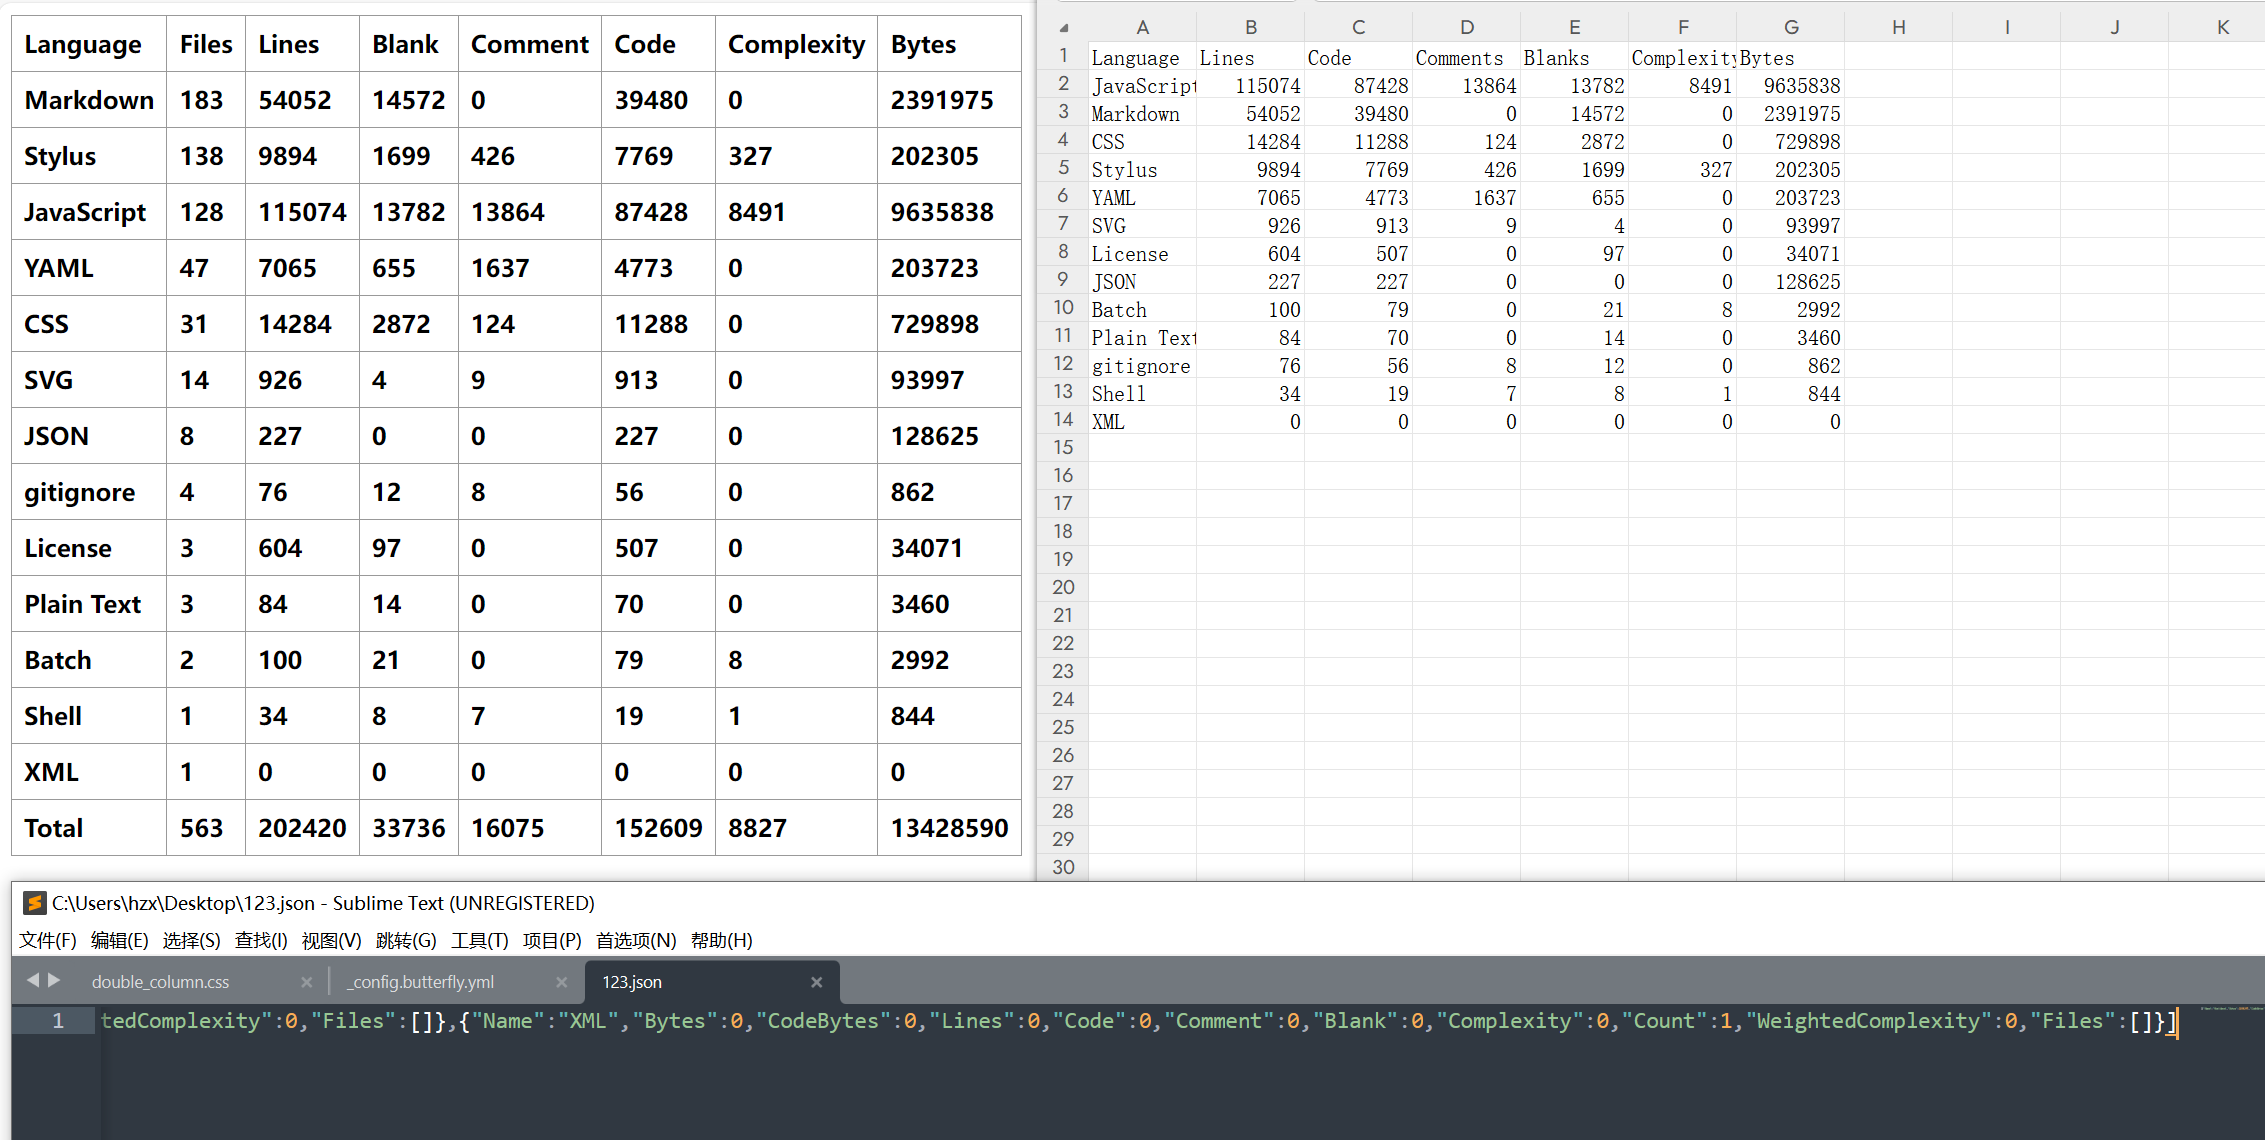 Language Files Lines Blank Comment Code Complexity Bytes
Markdown 183 54052 14572 0 39480 0 2391975
Stylus 138 9894 1699 426 7769 327 202305
JavaScript 128 115074 13782 13864 87428 8491 9635838
YAML 47 7065 655 1637 4773 0 203723
CSS 31 14284 2872 124 11288 0 729898
SVG 14 926 4 9 913 0 93997
JSON 8 227 0 0 227 0 128625
gitignore 4 76 12 8 56 0 862
License 3 604 97 0 507 0 34071
Plain Text 3 84 14 0 70 0 3460
Batch 2 100 21 0 79 8 2992
Shell 1 34 8 7 19 1 844
XML 1 0 0 0 0 0 0
Total 563 202420 33736 16075 152609 8827 13428590
A B C D E F G H I J K
1 Language Lines Code Comments Blanks Complexity Bytes
2 JavaScript 115074 87428 13864 13782 8491 9635838
3 Markdown 54052 39480 0 14572 0 2391975
4 CSS 14284 11288 124 2872 0 729898
5 Stylus 9894 7769 426 1699 327 202305
6 YAML 7065 4773 1637 655 0 203723
7 SVG 926 913 9 4 0 93997
8 License 604 507 0 97 0 34071
9 JSON 227 227 0 0 0 128625
10 Batch 100 79 0 21 8 2992
11 Plain Text 84 70 0 14 0 3460
12 gitignore 76 56 8 12 0 862
13 Shell 34 19 7 8 1 844
14 XML 0 0 0 0 0 0
15
16
17
18
19
20
21
22
23
24
25
26
27
28
29
30
C:\Users\hzx\Desktop\123.json - Sublime Text (UNREGISTERED)
文件(F) 编辑(E) 选择(S) 查找(I) 视图(V) 跳转(G) 工具(T) 项目(P) 首选项(N) 帮助(H)
double_column.css × _config.butterfly.yml × 123.json ×
1 tedComplexity":0,"Files":[]},{"Name":"XML","Bytes":0,"CodeBytes":0,"Lines":0,"Code":0,"Comment":0,"Blank":0,"Complexity":0,"Count":1,"WeightedComplexity":0,"Files":[]}]